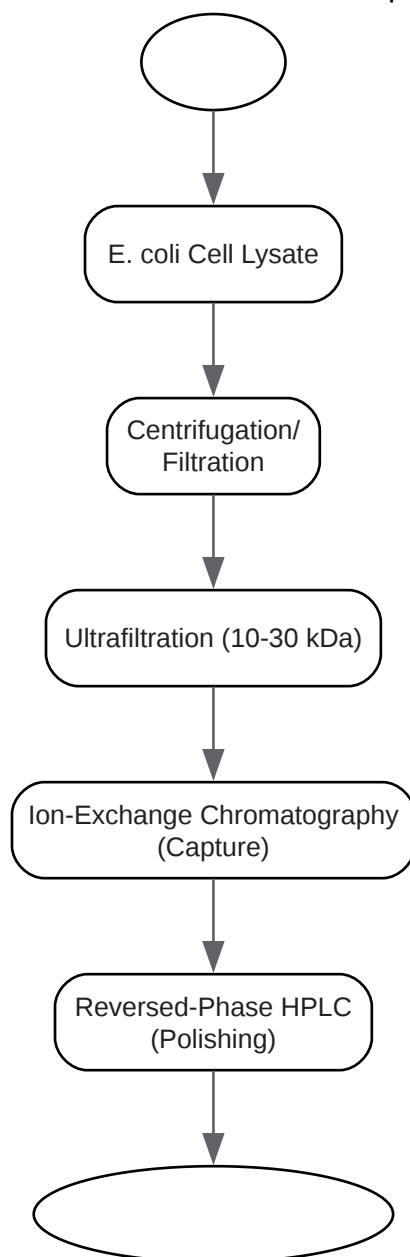 E. coli Cell Lysate
Centrifugation/
Filtration
Ultrafiltration (10-30 kDa)
Ion-Exchange Chromatography
(Capture)
Reversed-Phase HPLC
(Polishing)